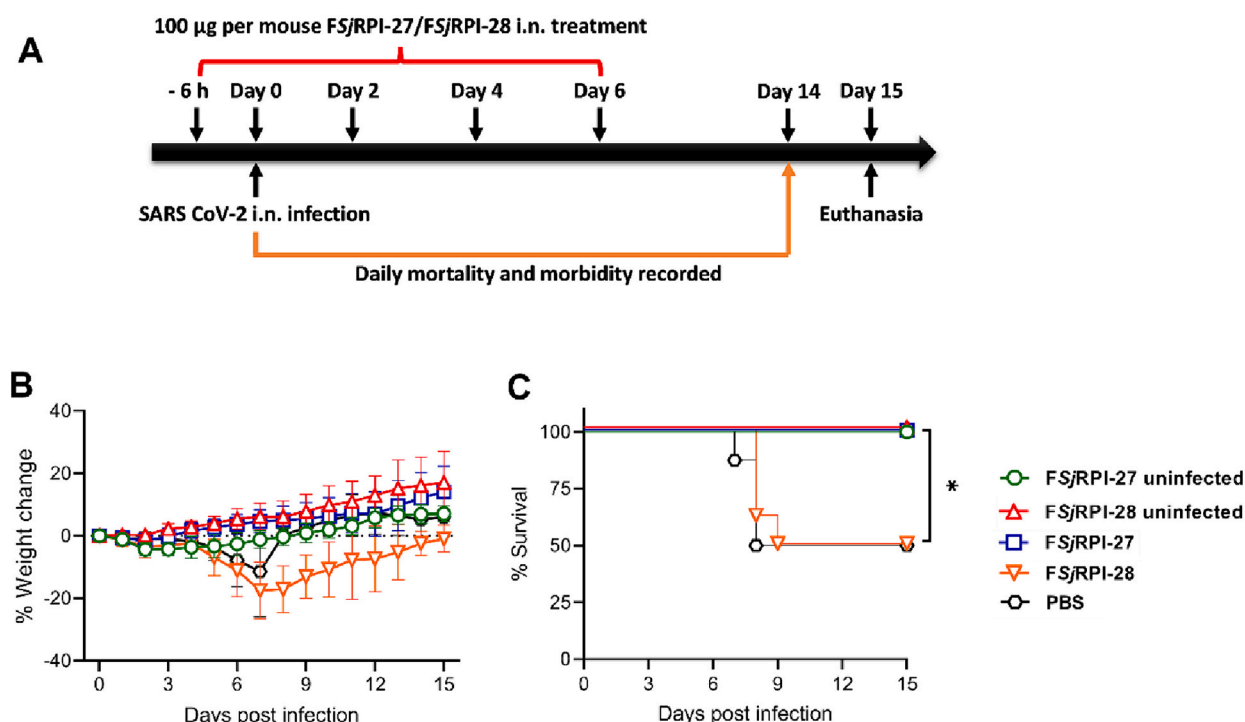 A
100 µg per mouse FSjRPI-27/FSjRPI-28 i.n. treatment
- 6 h Day 0 Day 2 Day 4 Day 6 Day 14 Day 15
SARS CoV-2 i.n. infection
Euthanasia
Daily mortality and morbidity recorded
B
% Weight change
40
20
0
-20
-40
0 3 6 9 12 15
Days post infection
C
% Survival
100
75
50
25
0
0 3 6 9 12 15
Days post infection
*
FSjRPI-27 uninfected
FSjRPI-28 uninfected
FSjRPI-27
FSjRPI-28
PBS